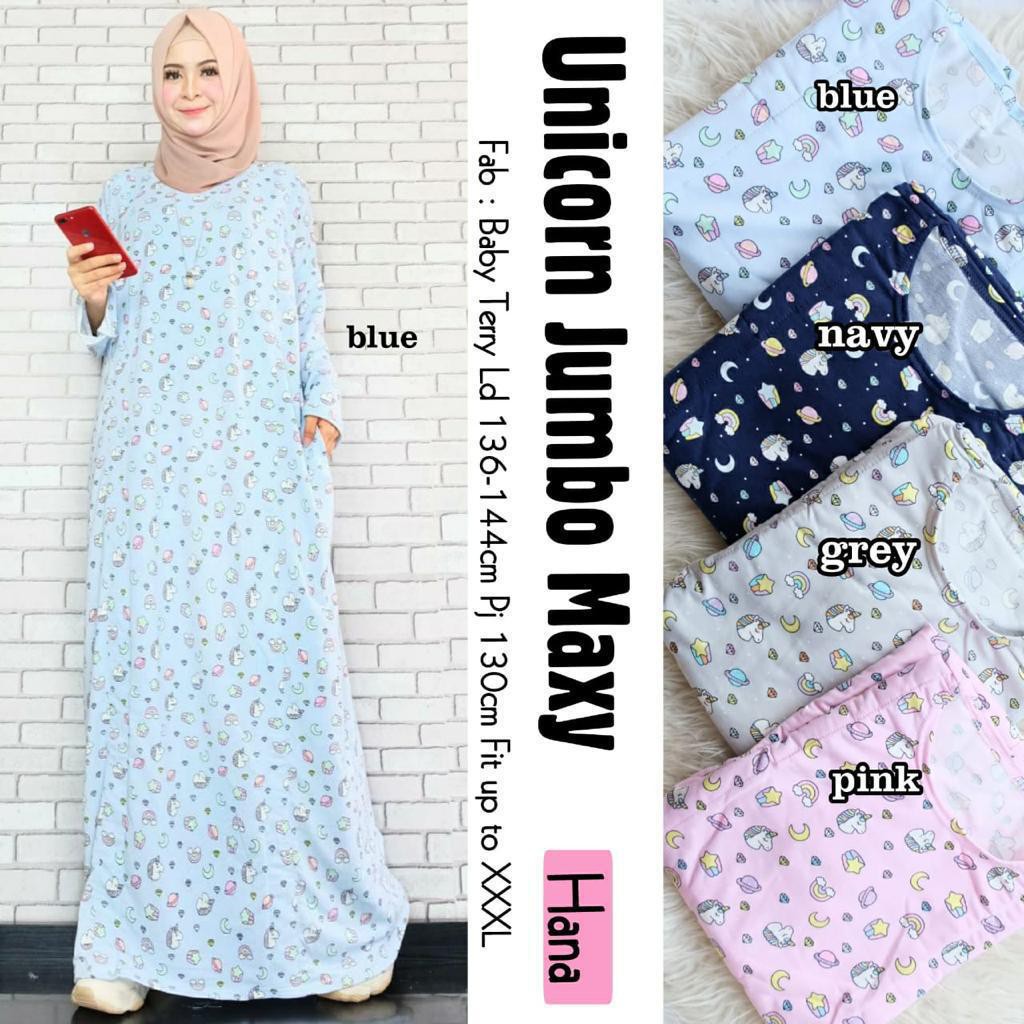 Unicorn Jumbo Maxy
Hana
Fab : Baby Terry Ld 136-144cm Pj 130cm Fit up to XXXL
blue
blue
navy
grey
pink